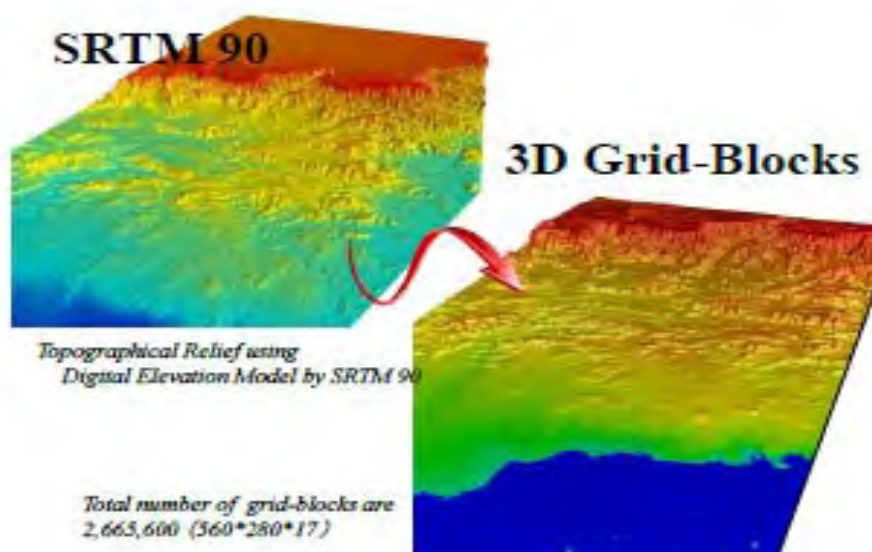 SRTM 90
3D Grid-Blocks
Topographical Relief using
Digital Elevation Model by SRTM 90
Total number of grid-blocks are
2,665,600 (560*280*17)